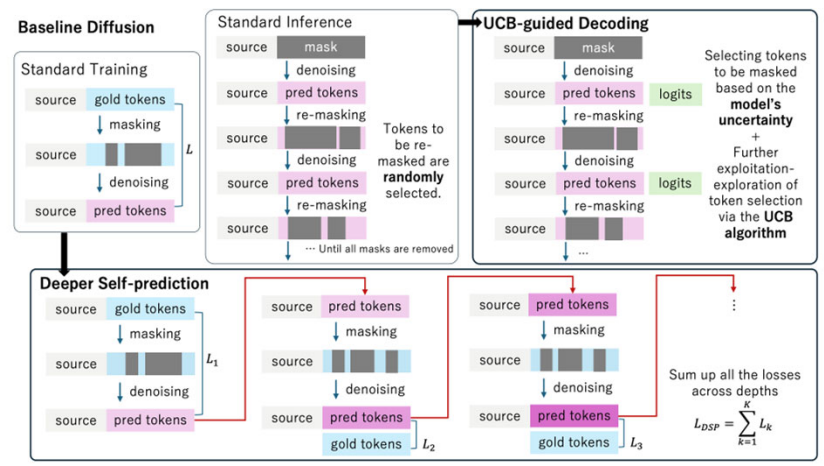 Baseline Diffusion
Standard Training
source gold tokens
masking
source
denoising
source pred tokens
L
Standard Inference
source mask
denoising
source pred tokens
re-masking
source
denoising
source pred tokens
re-masking
source
… Until all masks are removed
Tokens to
be re-
masked are
randomly
selected.
UCB-guided Decoding
source mask
denoising
source pred tokens logits
re-masking
source
denoising
source pred tokens logits
re-masking
source
…
Selecting tokens
to be masked
based on the
model's
uncertainty
+
Further
exploitation-
exploration of
token selection
via the UCB
algorithm
Deeper Self-prediction
source gold tokens
masking
source
denoising
source pred tokens
L₁
source pred tokens
masking
source
denoising
source pred tokens
gold tokens
L₂
source pred tokens
masking
source
denoising
source pred tokens
gold tokens
L₃
⋮
Sum up all the losses
across depths
L_DSP = ∑_{k=1}^{K} L_k